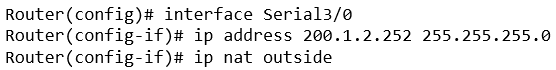 Router(config)# interface Serial3/0
Router(config-if)# ip address 200.1.2.252 255.255.255.0
Router(config-if)# ip nat outside